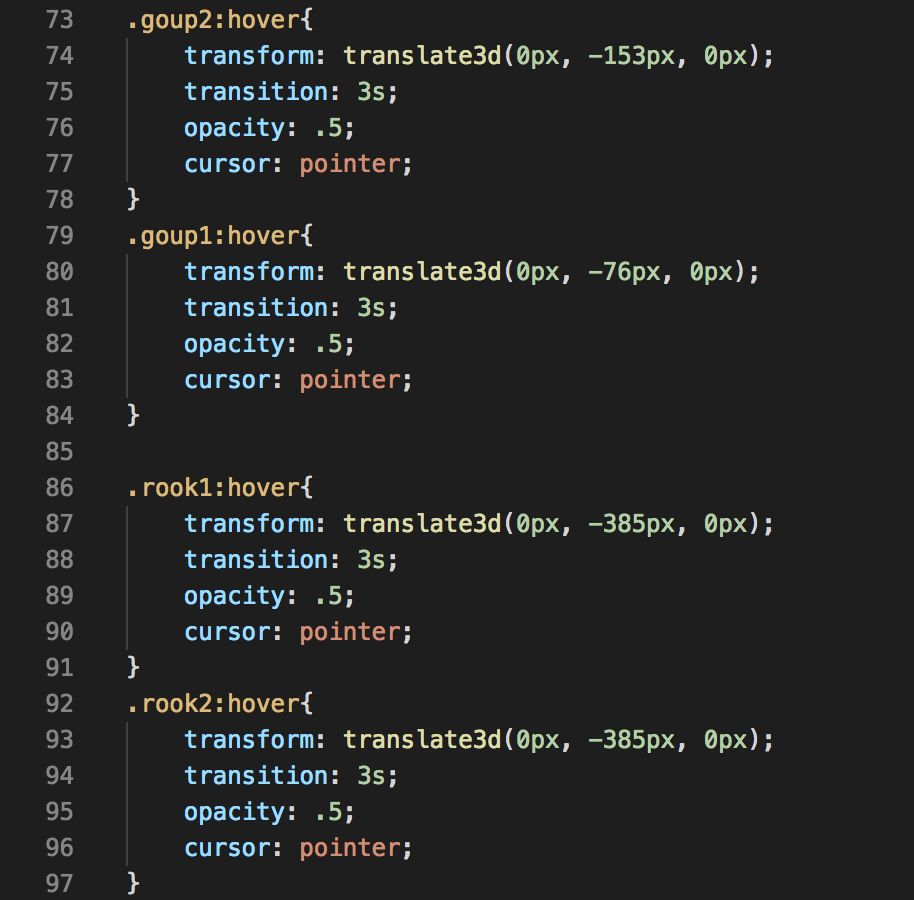 73 .goup2:hover{
74 transform: translate3d(0px, -153px, 0px);
75 transition: 3s;
76 opacity: .5;
77 cursor: pointer;
78 }
79 .goup1:hover{
80 transform: translate3d(0px, -76px, 0px);
81 transition: 3s;
82 opacity: .5;
83 cursor: pointer;
84 }
85
86 .rook1:hover{
87 transform: translate3d(0px, -385px, 0px);
88 transition: 3s;
89 opacity: .5;
90 cursor: pointer;
91 }
92 .rook2:hover{
93 transform: translate3d(0px, -385px, 0px);
94 transition: 3s;
95 opacity: .5;
96 cursor: pointer;
97 }